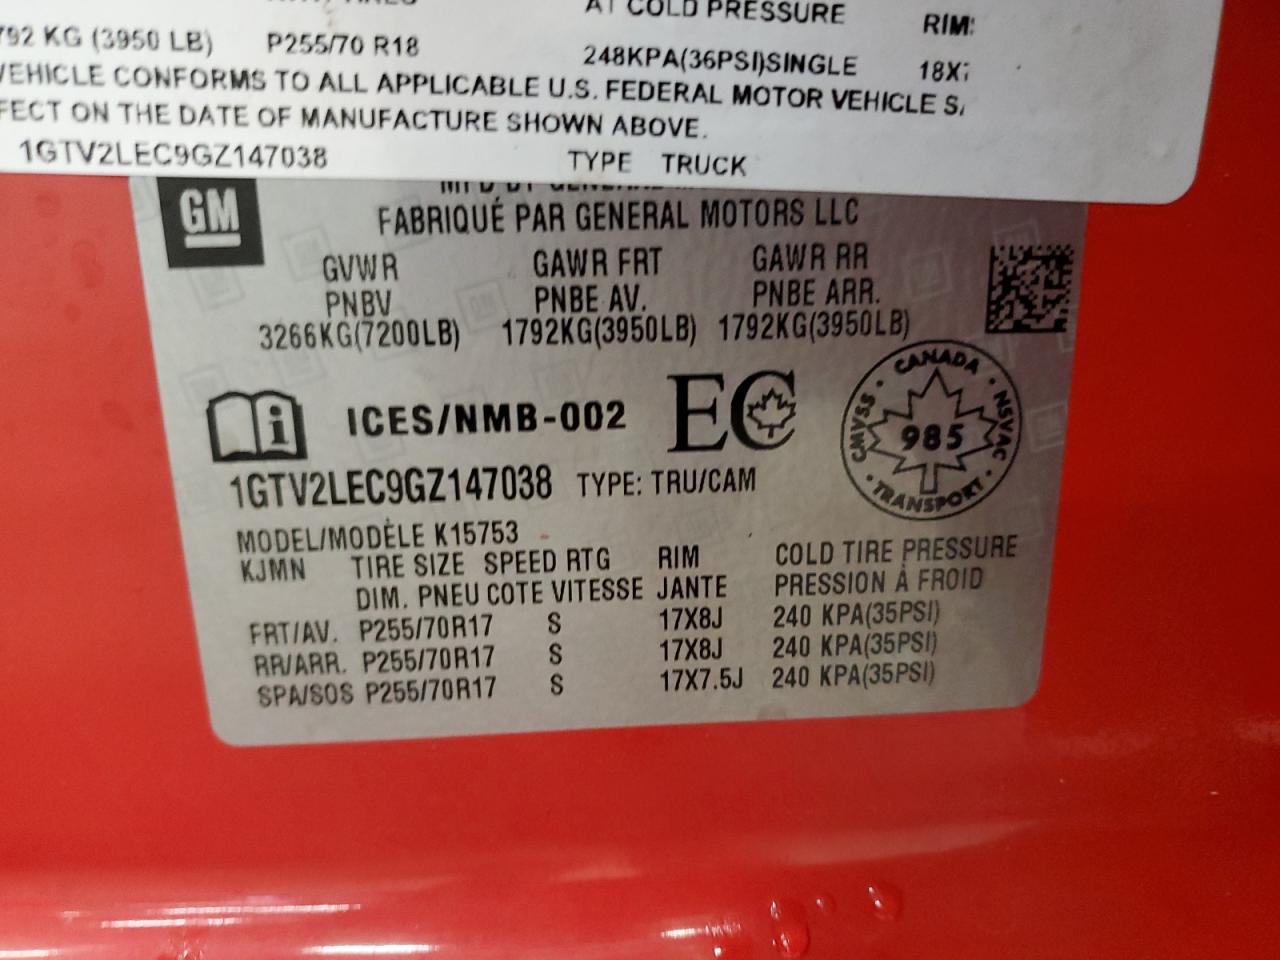 AT COLD PRESSURE
RIM:
792 KG (3950 LB) P255/70 R18 248KPA(36PSI)SINGLE 18X7
VEHICLE CONFORMS TO ALL APPLICABLE U.S. FEDERAL MOTOR VEHICLE S
FECT ON THE DATE OF MANUFACTURE SHOWN ABOVE.
1GTV2LEC9GZ147038 TYPE TRUCK
GM
FABRIQUÉ PAR GENERAL MOTORS LLC
GVWR GAWR FRT GAWR RR
PNBV PNBE AV. PNBE ARR.
3266KG(7200LB) 1792KG(3950LB) 1792KG(3950LB)
i ICES/NMB-002 EC
CANADA
CMVSS 985 NSVAC
TRANSPORT
1GTV2LEC9GZ147038 TYPE: TRU/CAM
MODEL/MODÈLE K15753
KJMN TIRE SIZE SPEED RTG RIM COLD TIRE PRESSURE
DIM. PNEU COTE VITESSE JANTE PRESSION À FROID
FRT/AV. P255/70R17 S 17X8J 240 KPA(35PSI)
RR/ARR. P255/70R17 S 17X8J 240 KPA(35PSI)
SPA/SOS P255/70R17 S 17X7.5J 240 KPA(35PSI)